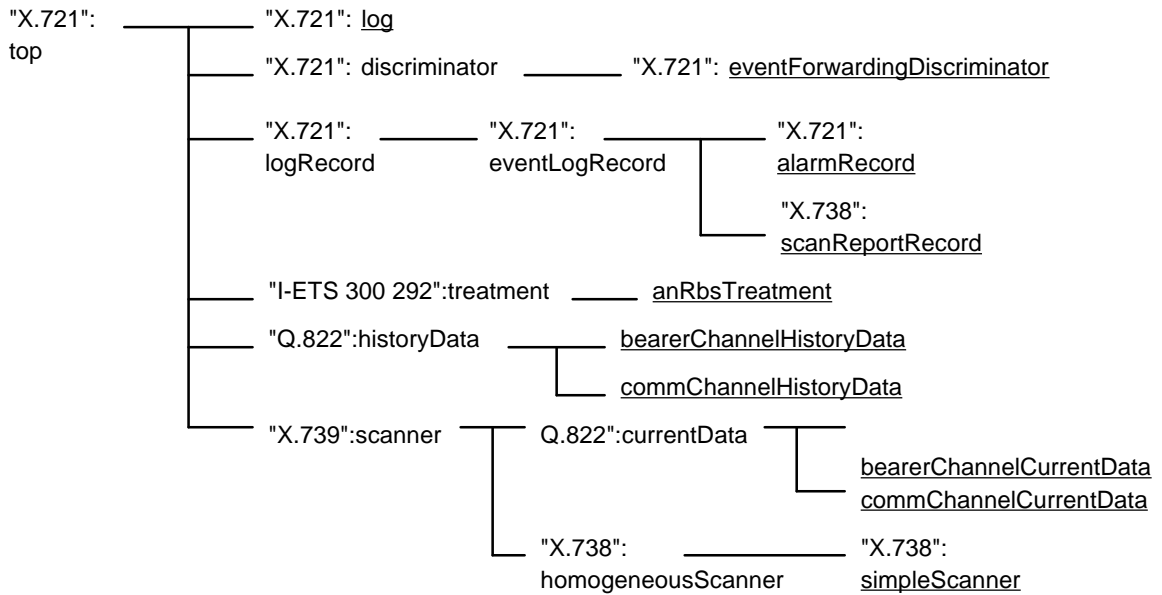 "X.721": top
"X.721": log
"X.721": discriminator
"X.721": eventForwardingDiscriminator
"X.721":
logRecord
"X.721":
eventLogRecord
"X.721":
alarmRecord
"X.738":
scanReportRecord
"I-ETS 300 292":treatment
anRbsTreatment
"Q.822":historyData
bearerChannelHistoryData
commChannelHistoryData
"X.739":scanner
Q.822":currentData
bearerChannelCurrentData
commChannelCurrentData
"X.738":
homogeneousScanner
"X.738":
simpleScanner